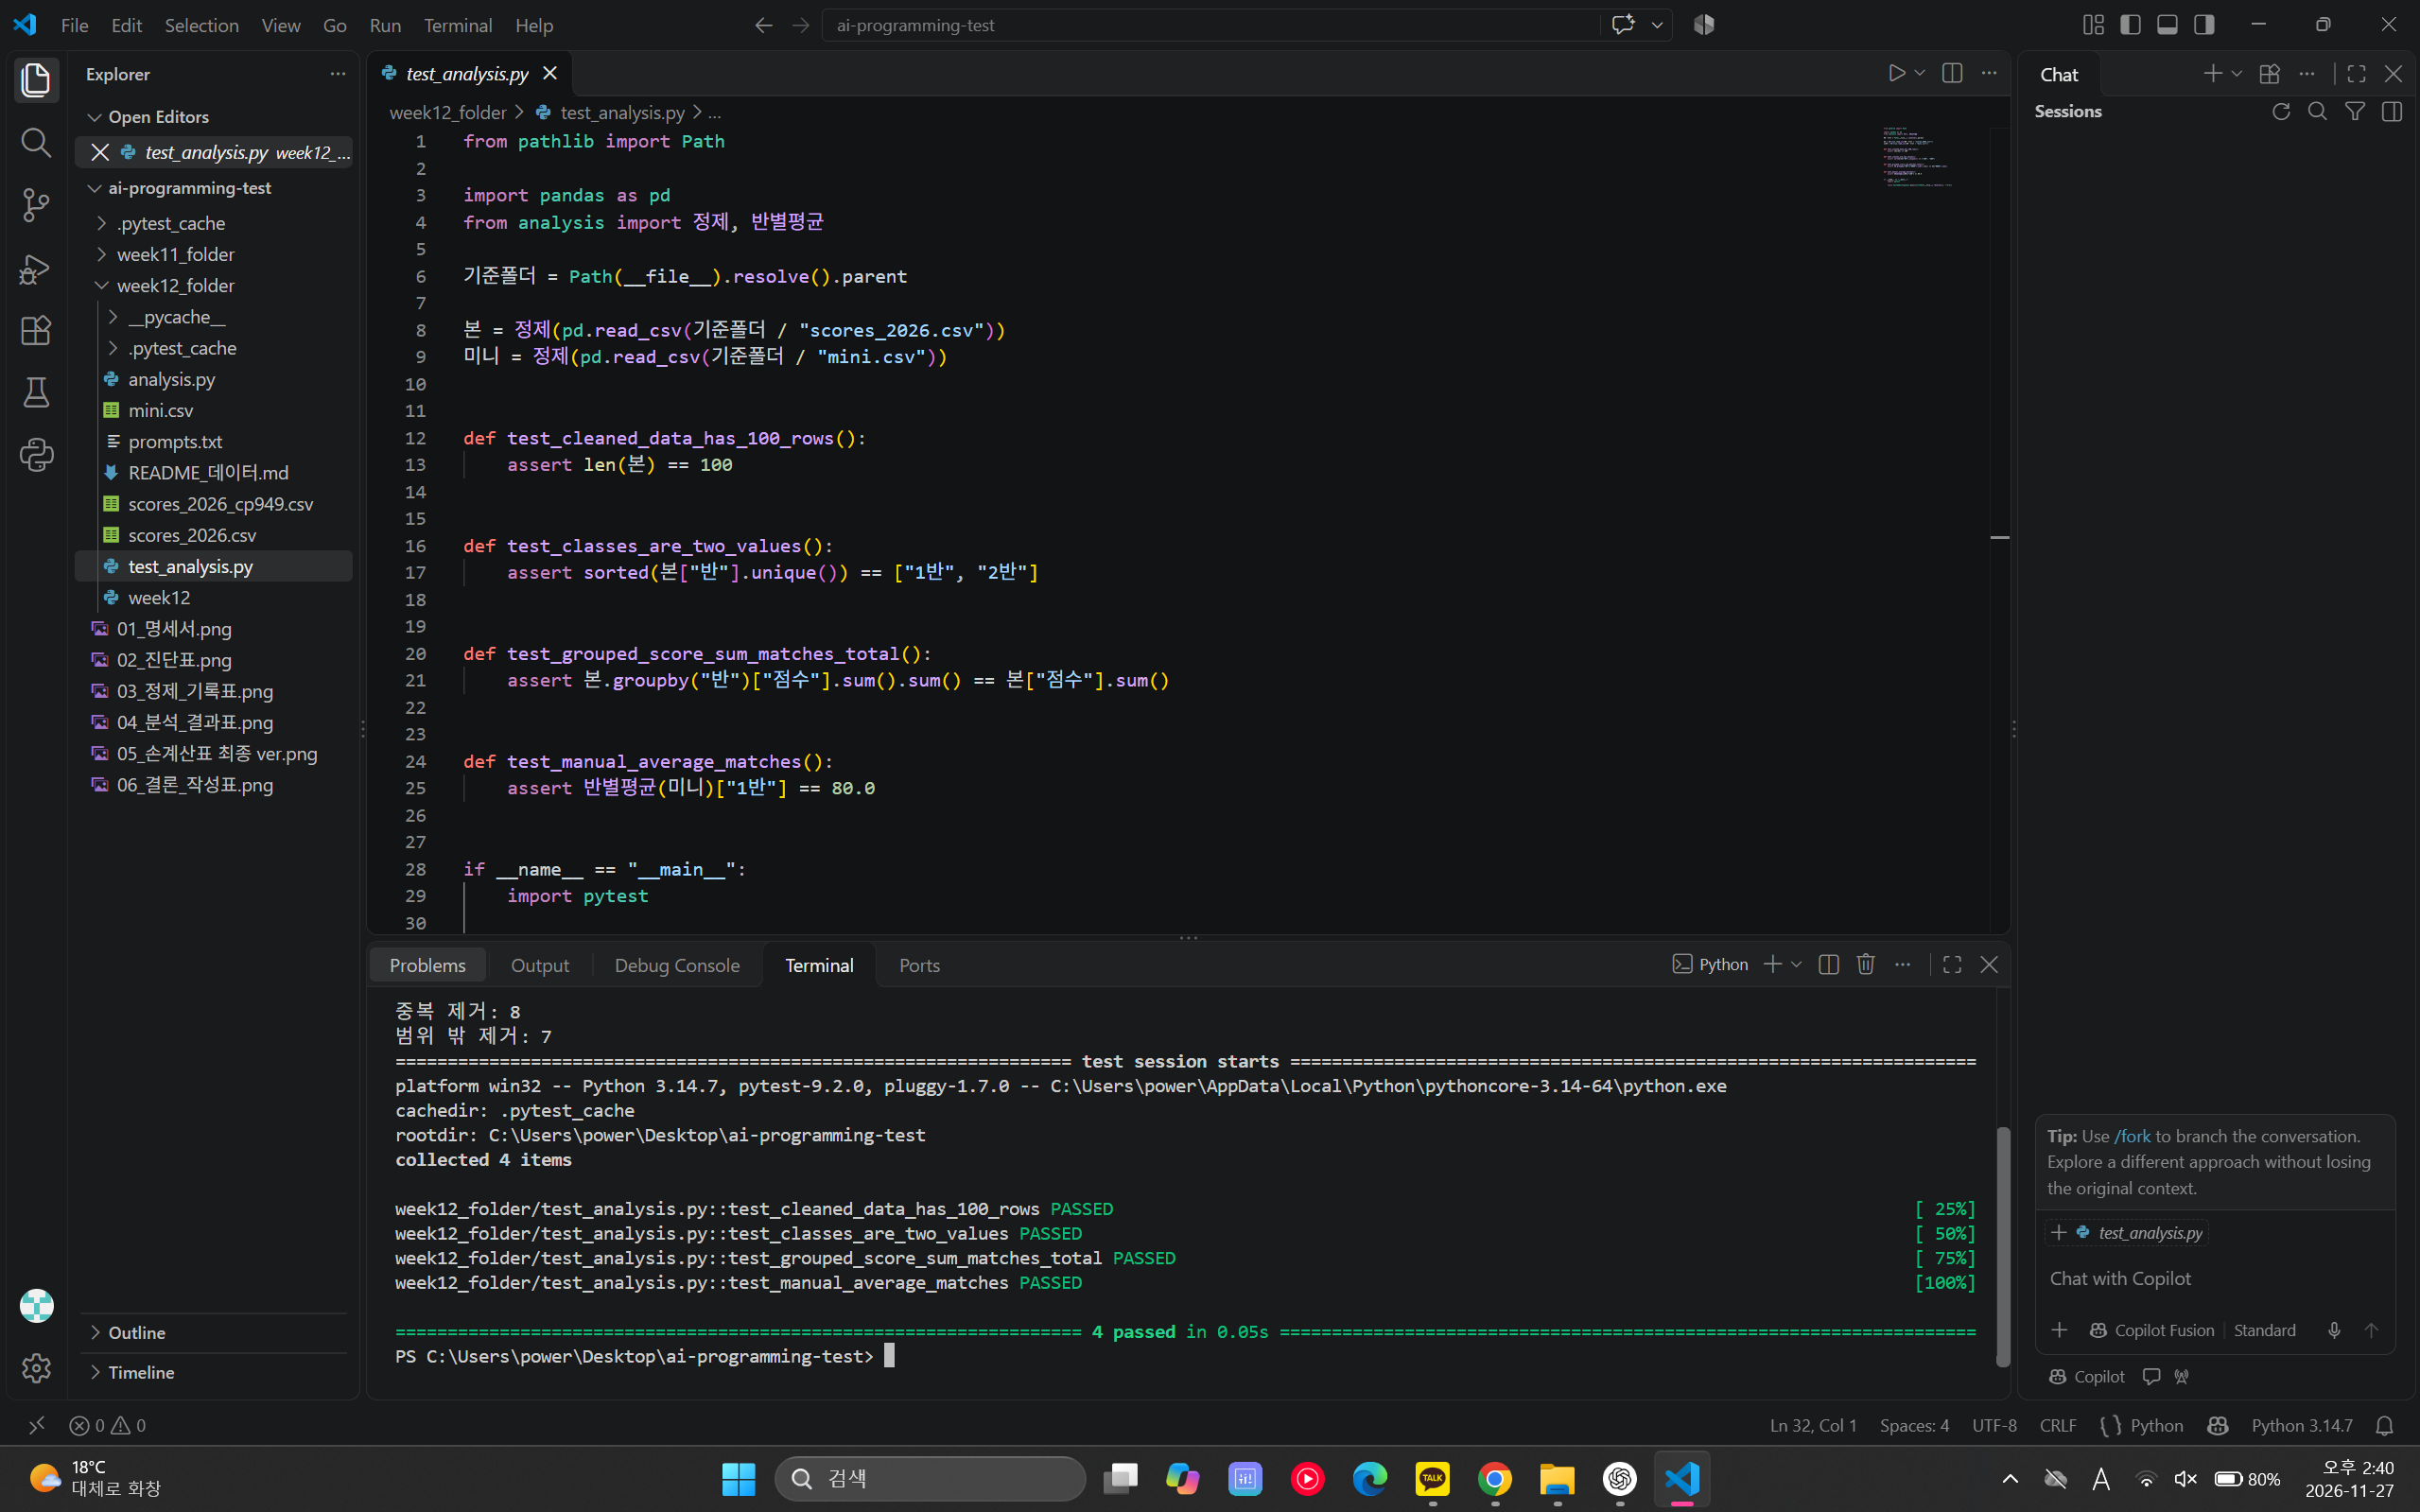 File Edit Selection View Go Run Terminal Help
ai-programming-test
Explorer
Open Editors
test_analysis.py week12_...
ai-programming-test
.pytest_cache
week11_folder
week12_folder
__pycache__
.pytest_cache
analysis.py
mini.csv
prompts.txt
README_데이터.md
scores_2026_cp949.csv
scores_2026.csv
test_analysis.py
week12
01_명세서.png
02_진단표.png
03_정제_기록표.png
04_분석_결과표.png
05_손계산표 최종 ver.png
06_결론_작성표.png
Outline
Timeline
test_analysis.py
week12_folder > test_analysis.py > ...
1 from pathlib import Path
2
3 import pandas as pd
4 from analysis import 정제, 반별평균
5
6 기준폴더 = Path(__file__).resolve().parent
7
8 본 = 정제(pd.read_csv(기준폴더 / "scores_2026.csv"))
9 미니 = 정제(pd.read_csv(기준폴더 / "mini.csv"))
10
11
12 def test_cleaned_data_has_100_rows():
13 assert len(본) == 100
14
15
16 def test_classes_are_two_values():
17 assert sorted(본["반"].unique()) == ["1반", "2반"]
18
19
20 def test_grouped_score_sum_matches_total():
21 assert 본.groupby("반")["점수"].sum().sum() == 본["점수"].sum()
22
23
24 def test_manual_average_matches():
25 assert 반별평균(미니)["1반"] == 80.0
26
27
28 if __name__ == "__main__":
29 import pytest
30
Problems Output Debug Console Terminal Ports
Python
중복 제거: 8
범위 밖 제거: 7
================================================================= test session starts ==================================================================
platform win32 -- Python 3.14.7, pytest-9.2.0, pluggy-1.7.0 -- C:\Users\power\AppData\Local\Python\pythoncore-3.14-64\python.exe
cachedir: .pytest_cache
rootdir: C:\Users\power\Desktop\ai-programming-test
collected 4 items
week12_folder/test_analysis.py::test_cleaned_data_has_100_rows PASSED [ 25%]
week12_folder/test_analysis.py::test_classes_are_two_values PASSED [ 50%]
week12_folder/test_analysis.py::test_grouped_score_sum_matches_total PASSED [ 75%]
week12_folder/test_analysis.py::test_manual_average_matches PASSED [100%]
================================================================== 4 passed in 0.05s ===================================================================
PS C:\Users\power\Desktop\ai-programming-test>
Chat
Sessions
Tip: Use /fork to branch the conversation.
Explore a different approach without losing
the original context.
test_analysis.py
Chat with Copilot
Copilot Fusion Standard
Copilot
0 0
Ln 32, Col 1 Spaces: 4 UTF-8 CRLF { } Python Python 3.14.7
18°C
대체로 화창
검색
TALK
A
80%
오후 2:40
2026-11-27